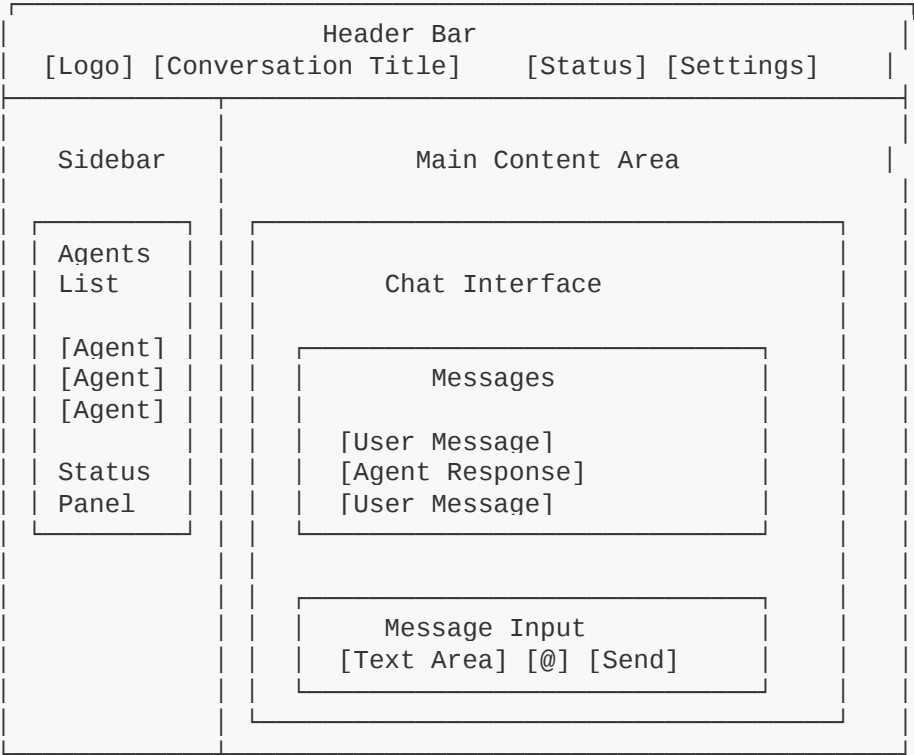 Header Bar
[Logo] [Conversation Title] [Status] [Settings]
Sidebar
Main Content Area
Agents
List
[Agent]
[Agent]
[Agent]
Status
Panel
Chat Interface
Messages
[User Message]
[Agent Response]
[User Message]
Message Input
[Text Area] [@] [Send]